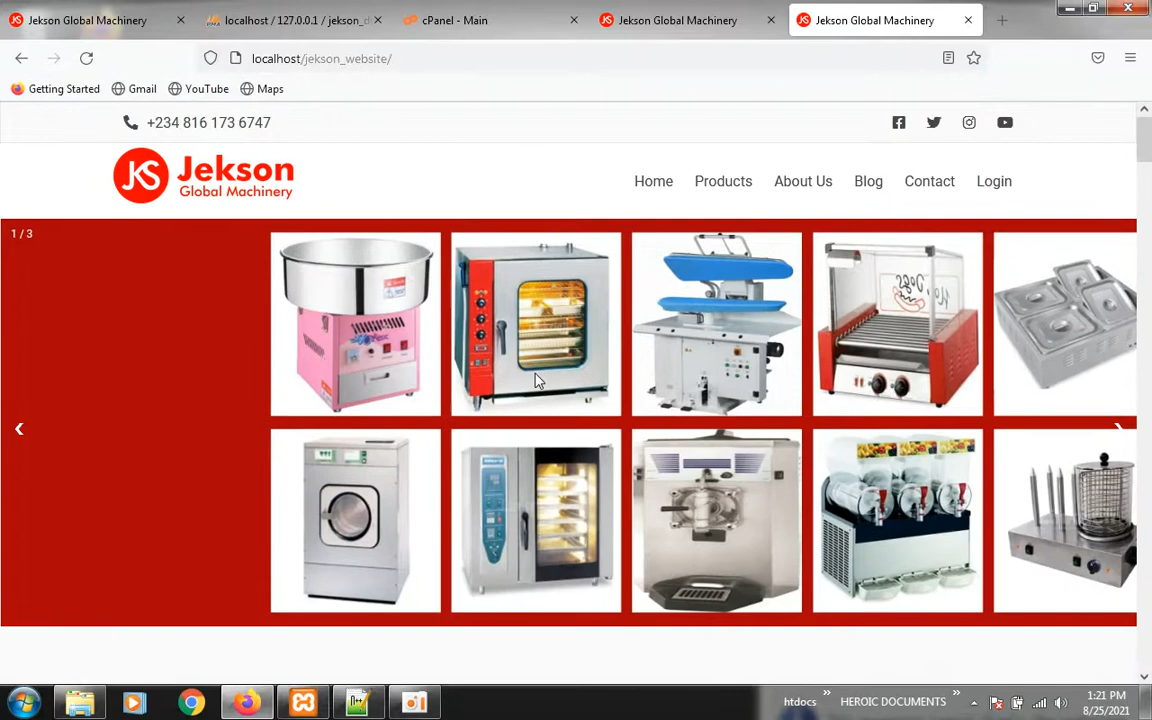 Jekson Global Machinery
localhost / 127.0.0.1 / jekson_d
cPanel - Main
Jekson Global Machinery
Jekson Global Machinery
localhost/jekson_website/
Getting Started
Gmail
YouTube
Maps
+234 816 173 6747
JS Jekson
Global Machinery
Home
Products
About Us
Blog
Contact
Login
1 / 3
htdocs
HEROIC DOCUMENTS
1:21 PM
8/25/2021